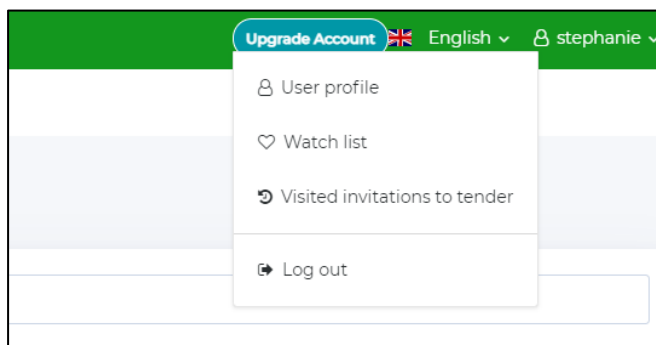 Upgrade Account English stephanie
User profile
Watch list
Visited invitations to tender
Log out